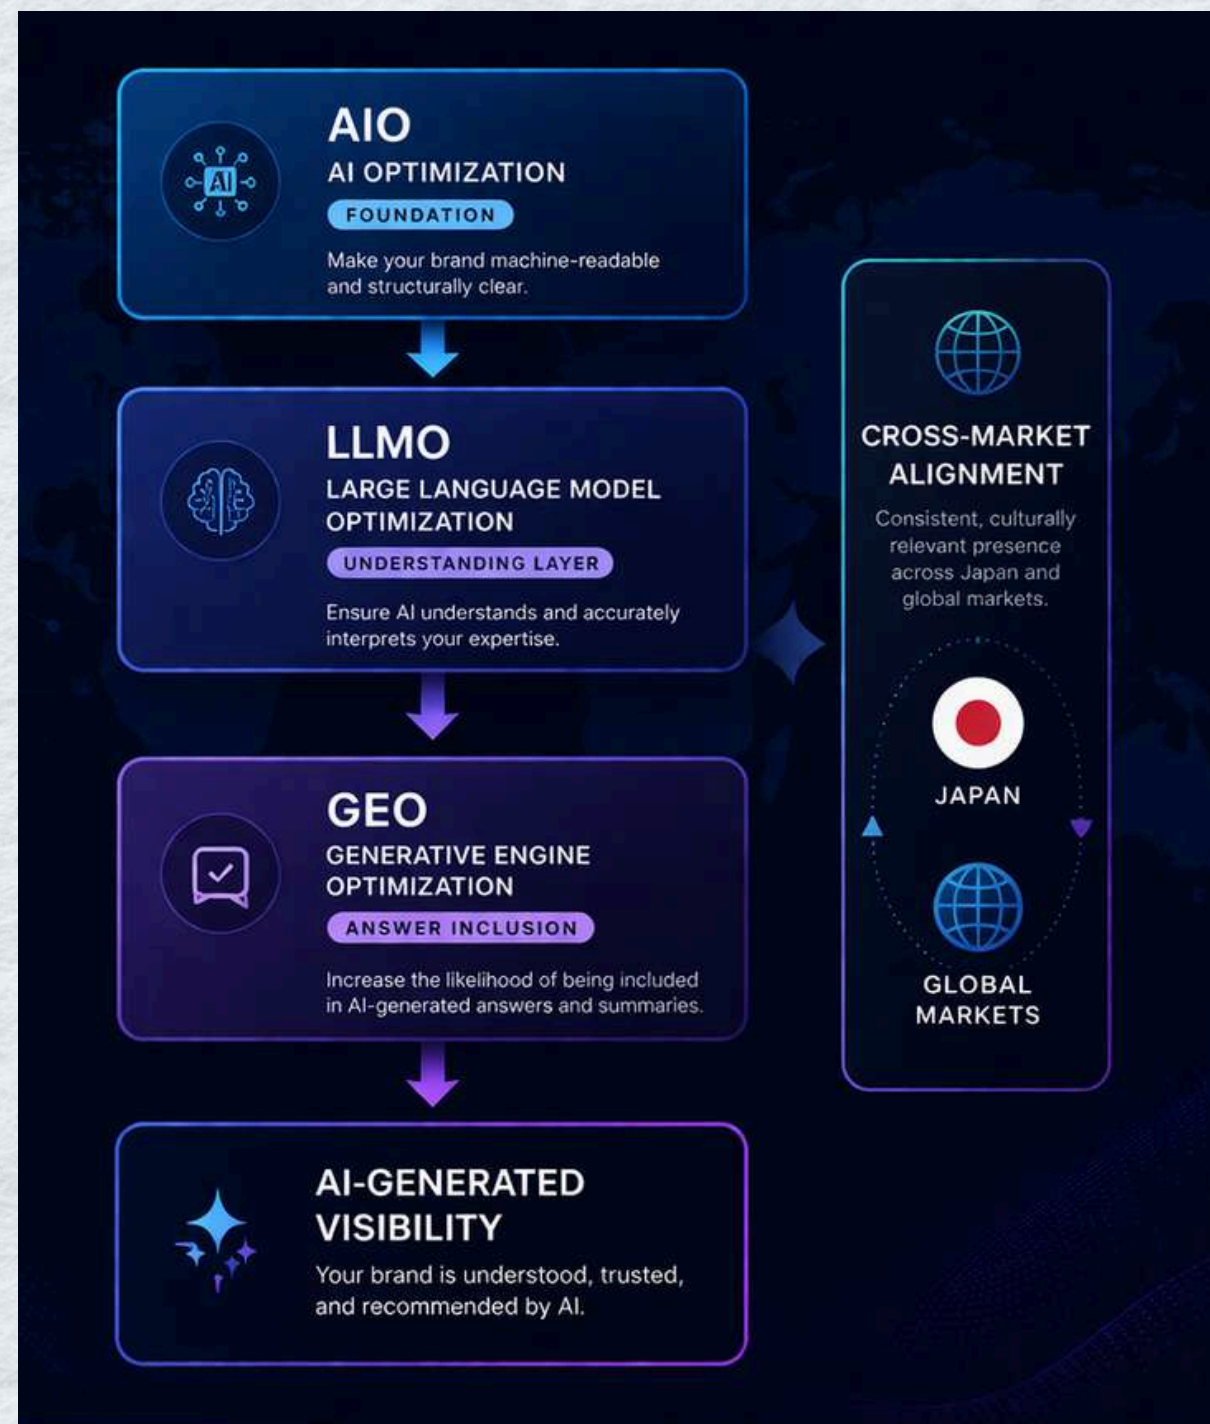 AI
AIO
AI OPTIMIZATION
FOUNDATION
Make your brand machine-readable
and structurally clear.
LLMO
LARGE LANGUAGE MODEL
OPTIMIZATION
UNDERSTANDING LAYER
Ensure AI understands and accurately
interprets your expertise.
GEO
GENERATIVE ENGINE
OPTIMIZATION
ANSWER INCLUSION
Increase the likelihood of being included
in AI-generated answers and summaries.
AI-GENERATED
VISIBILITY
Your brand is understood, trusted,
and recommended by AI.
CROSS-MARKET
ALIGNMENT
Consistent, culturally
relevant presence
across Japan and
global markets.
JAPAN
GLOBAL
MARKETS